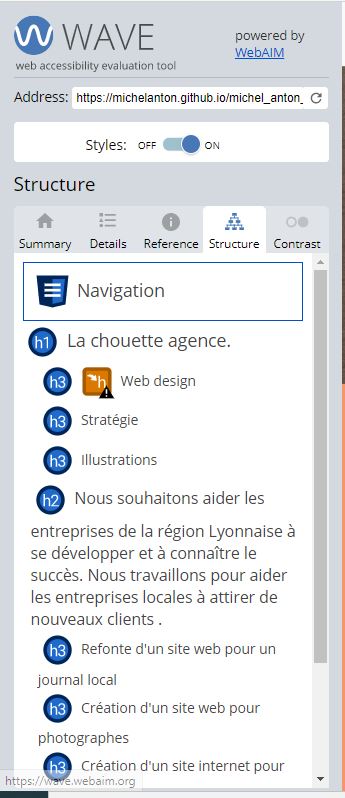 WAVE
powered by
WebAIM
web accessibility evaluation tool
Address: https://michelanton.github.io/michel_anton_
Styles: OFF ON
Structure
Summary Details Reference Structure Contrast
Navigation
h1 La chouette agence.
h3 h Web design
h3 Stratégie
h3 Illustrations
h2 Nous souhaitons aider les
entreprises de la région Lyonnaise à
se développer et à connaître le
succès. Nous travaillons pour aider
les entreprises locales à attirer de
nouveaux clients .
h3 Refonte d'un site web pour un
journal local
h3 Création d'un site web pour
photographes
h3 Création d'un site internet pour
https://wave.webaim.org